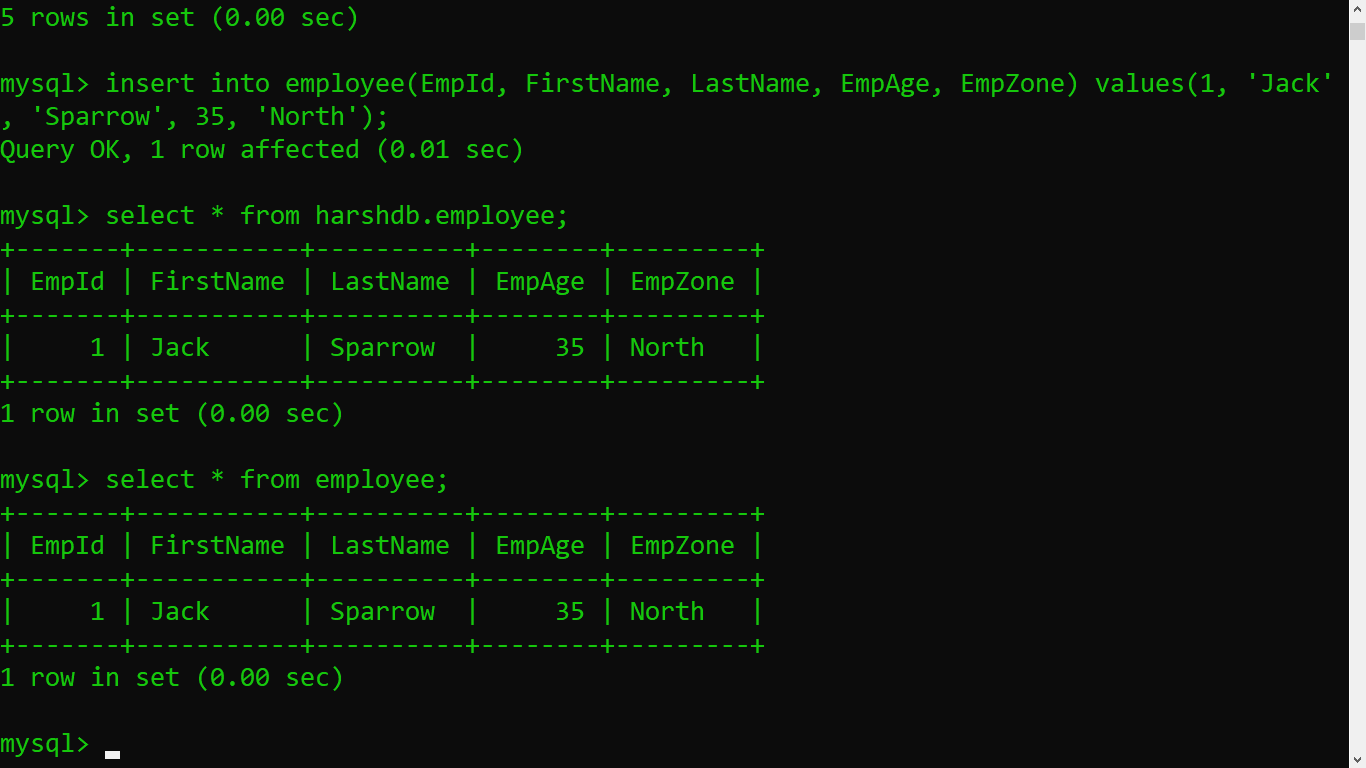 5 rows in set (0.00 sec)
mysql> insert into employee(EmpId, FirstName, LastName, EmpAge, EmpZone) values(1, 'Jack'
, 'Sparrow', 35, 'North');
Query OK, 1 row affected (0.01 sec)
mysql> select * from harshdb.employee;
+-------+-----------+----------+--------+---------+
| EmpId | FirstName | LastName | EmpAge | EmpZone |
+-------+-----------+----------+--------+---------+
|     1 | Jack      | Sparrow  |     35 | North   |
+-------+-----------+----------+--------+---------+
1 row in set (0.00 sec)
mysql> select * from employee;
+-------+-----------+----------+--------+---------+
| EmpId | FirstName | LastName | EmpAge | EmpZone |
+-------+-----------+----------+--------+---------+
|     1 | Jack      | Sparrow  |     35 | North   |
+-------+-----------+----------+--------+---------+
1 row in set (0.00 sec)
mysql> _